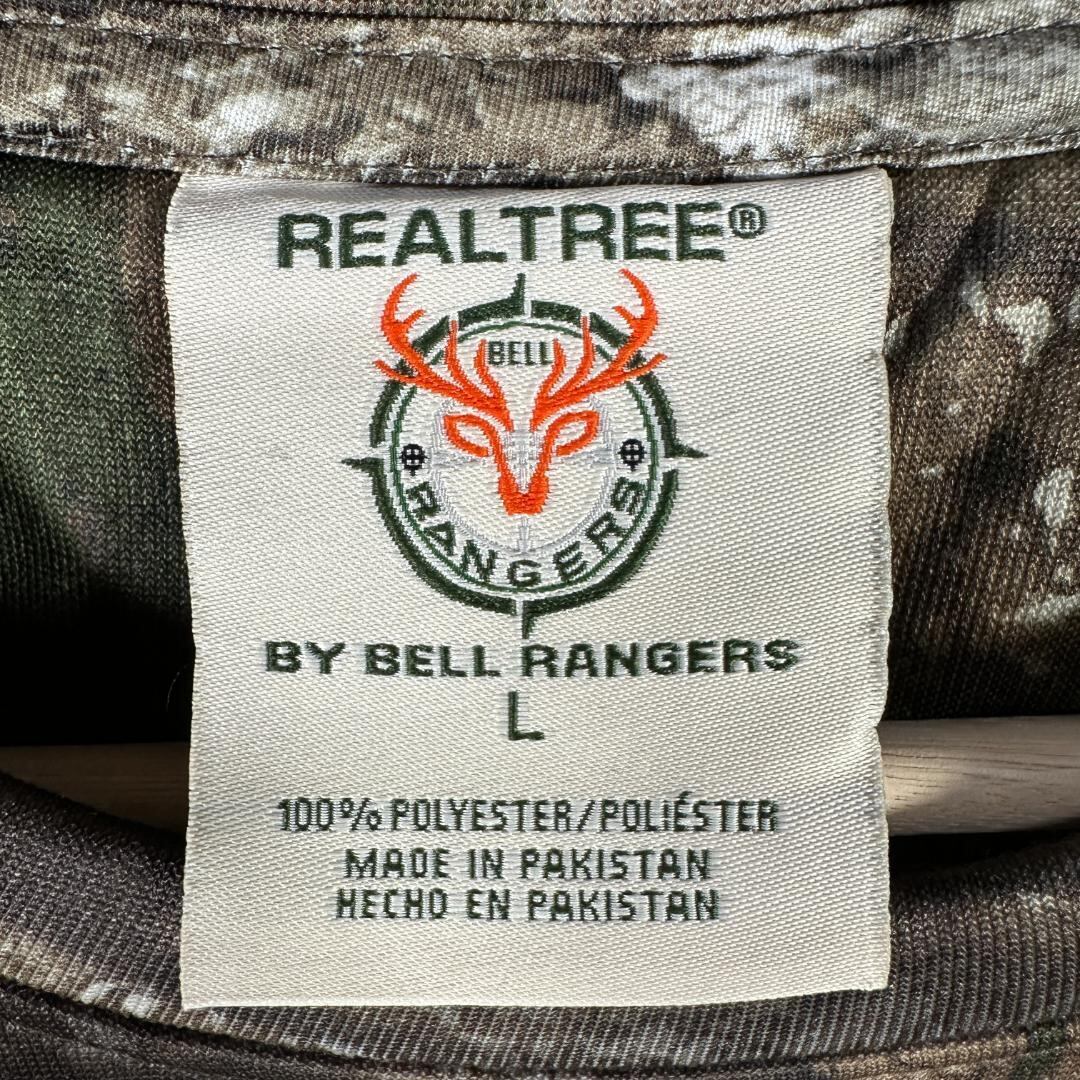 REALTREE®
BELL
RANGERS
BY BELL RANGERS
L
100% POLYESTER/POLIÉSTER
MADE IN PAKISTAN
HECHO EN PAKISTAN